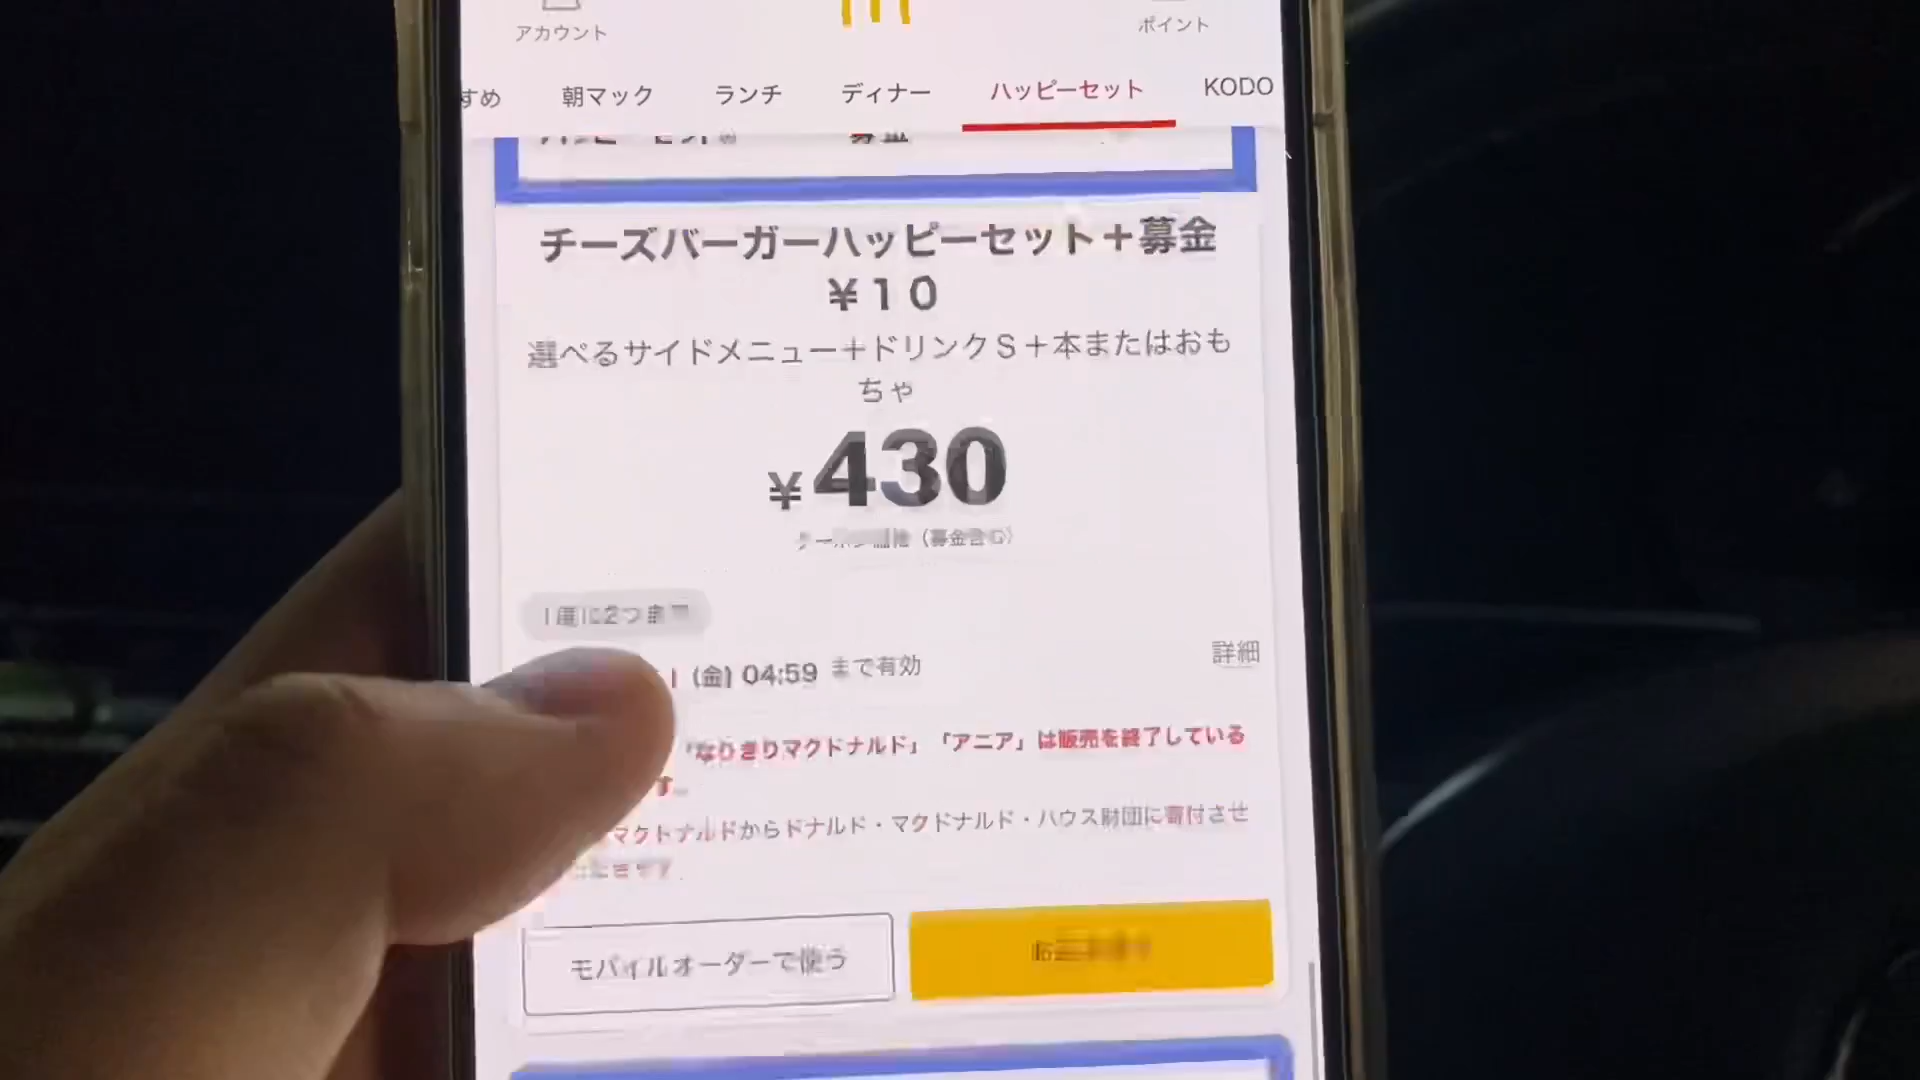 アカウント
ポイント
すめ 朝マック ランチ ディナー ハッピーセット KODO
チーズバーガーハッピーセット＋募金
¥10
選べるサイドメニュー＋ドリンクS＋本またはおも
ちゃ
¥430
(金) 04:59 まで有効
詳細
「なりきりマクドナルド」「アニア」は販売を終了している
す。
マクドナルドからドナルド・マクドナルド・ハウス財団に寄付させ
モバイルオーダーで使う